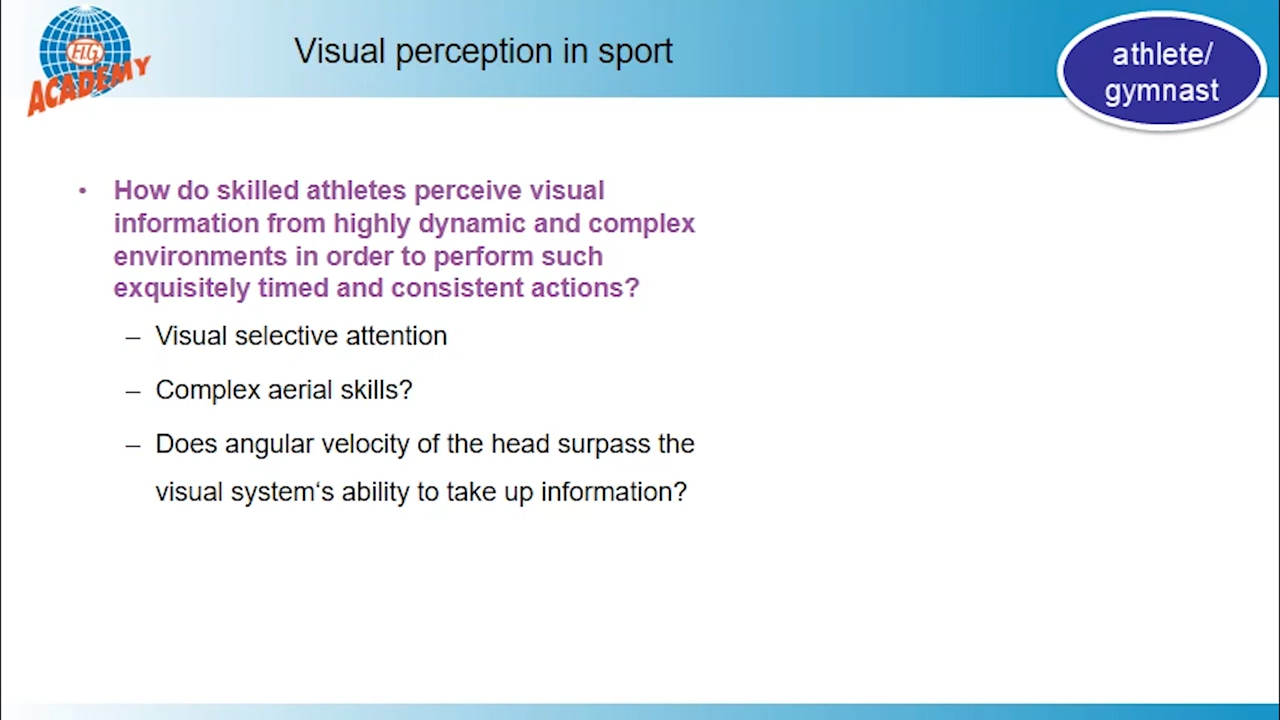 F.I.G
ACADEMY
Visual perception in sport
athlete/
gymnast
• How do skilled athletes perceive visual
information from highly dynamic and complex
environments in order to perform such
exquisitely timed and consistent actions?
– Visual selective attention
– Complex aerial skills?
– Does angular velocity of the head surpass the
visual system‘s ability to take up information?